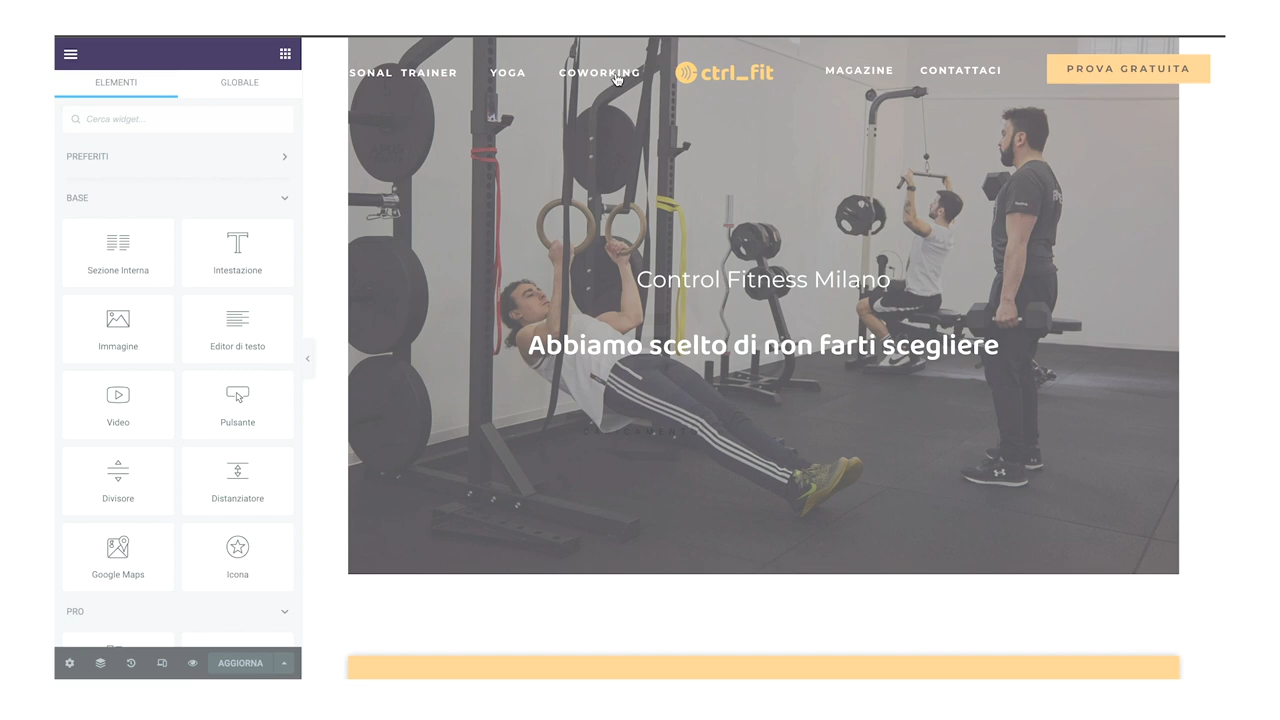 ELEMENTI
GLOBALE
Cerca widget...
PREFERITI
BASE
Sezione Interna
Intestazione
Immagine
Editor di testo
Video
Pulsante
Divisore
Distanziatore
Google Maps
Icona
PRO
AGGIORNA
SONAL TRAINER YOGA COWORKING ctrl_fit MAGAZINE CONTATTACI PROVA GRATUITA
Control Fitness Milano
Abbiamo scelto di non farti scegliere